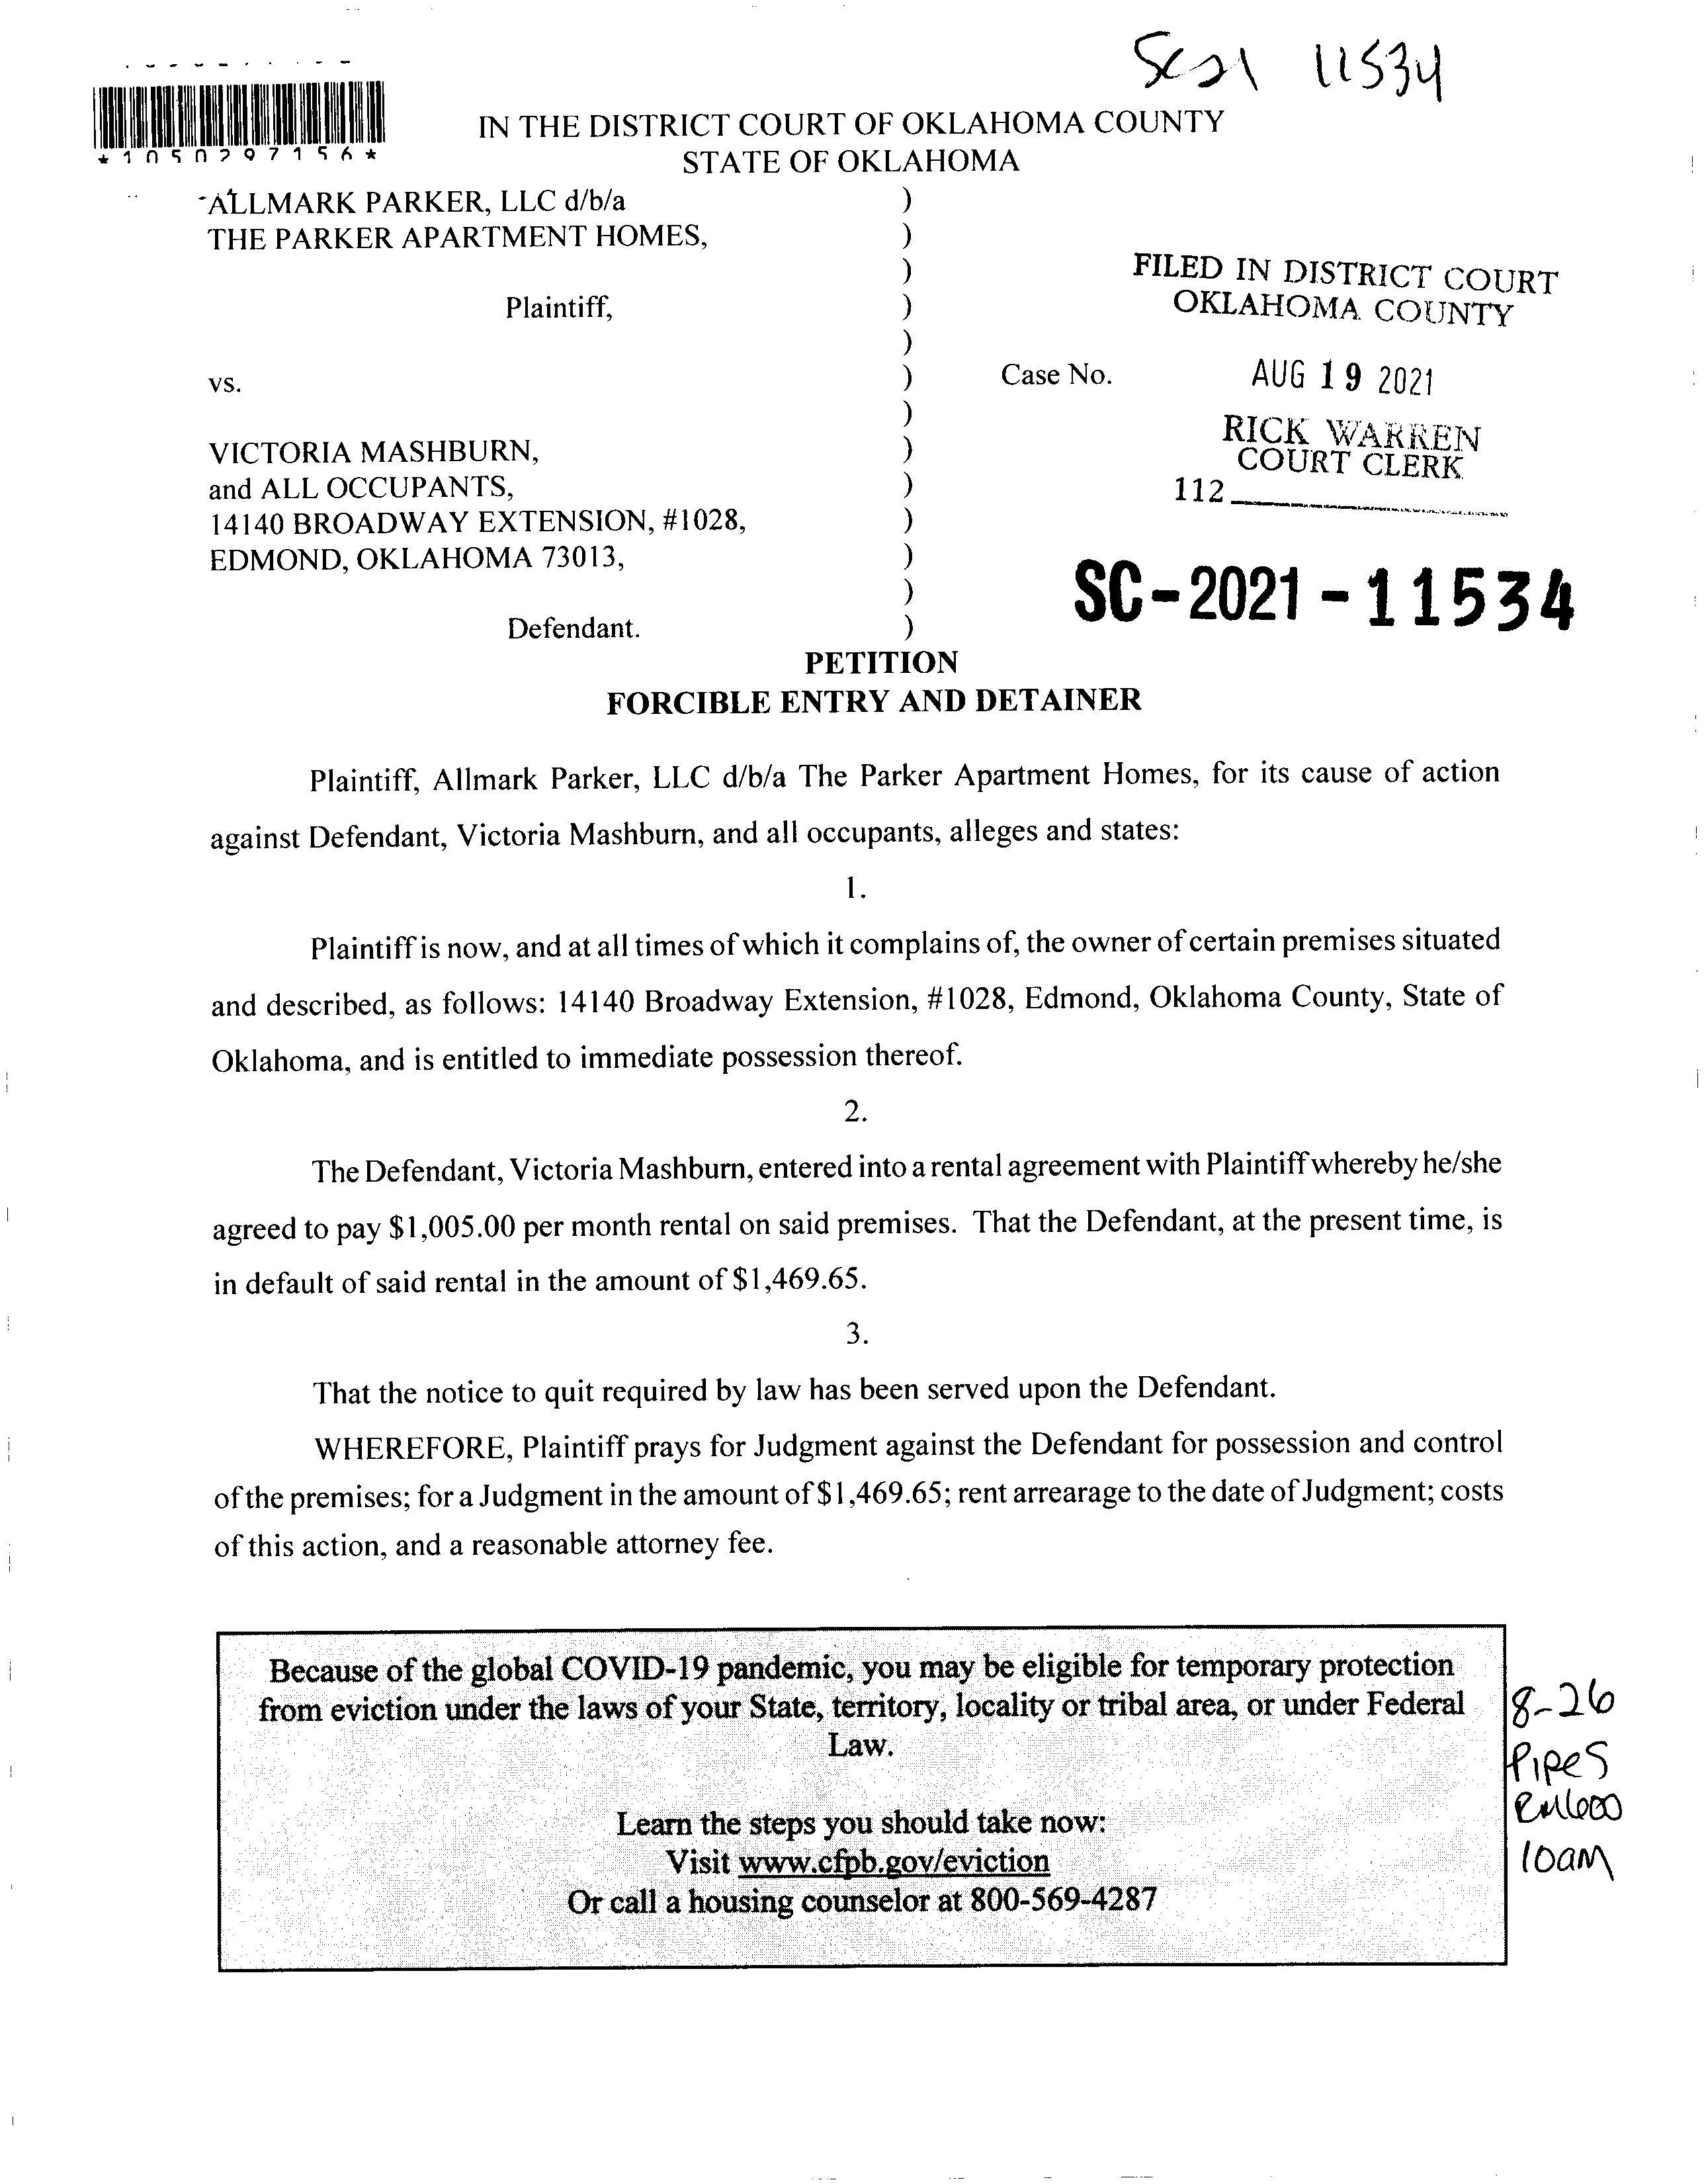 SC21 11534
*1050297156*
IN THE DISTRICT COURT OF OKLAHOMA COUNTY
STATE OF OKLAHOMA
ALLMARK PARKER, LLC d/b/a )
THE PARKER APARTMENT HOMES, )
)
FILED IN DISTRICT COURT
Plaintiff, )
OKLAHOMA COUNTY
)
vs. ) Case No. AUG 19 2021
)
RICK WARREN
VICTORIA MASHBURN, )
COURT CLERK
and ALL OCCUPANTS, )
112
14140 BROADWAY EXTENSION, #1028, )
EDMOND, OKLAHOMA 73013, )
)
SC-2021-11534
Defendant. )
PETITION
FORCIBLE ENTRY AND DETAINER
Plaintiff, Allmark Parker, LLC d/b/a The Parker Apartment Homes, for its cause of action
against Defendant, Victoria Mashburn, and all occupants, alleges and states:
1.
Plaintiff is now, and at all times of which it complains of, the owner of certain premises situated
and described, as follows: 14140 Broadway Extension, #1028, Edmond, Oklahoma County, State of
Oklahoma, and is entitled to immediate possession thereof.
2.
The Defendant, Victoria Mashburn, entered into a rental agreement with Plaintiff whereby he/she
agreed to pay $1,005.00 per month rental on said premises. That the Defendant, at the present time, is
in default of said rental in the amount of $1,469.65.
3.
That the notice to quit required by law has been served upon the Defendant.
WHEREFORE, Plaintiff prays for Judgment against the Defendant for possession and control
of the premises; for a Judgment in the amount of $1,469.65; rent arrearage to the date of Judgment; costs
of this action, and a reasonable attorney fee.
Because of the global COVID-19 pandemic, you may be eligible for temporary protection
from eviction under the laws of your State, territory, locality or tribal area, or under Federal
Law.
Learn the steps you should take now:
Visit www.cfpb.gov/eviction
Or call a housing counselor at 800-569-4287
8-26
Pipes
RM600
10am